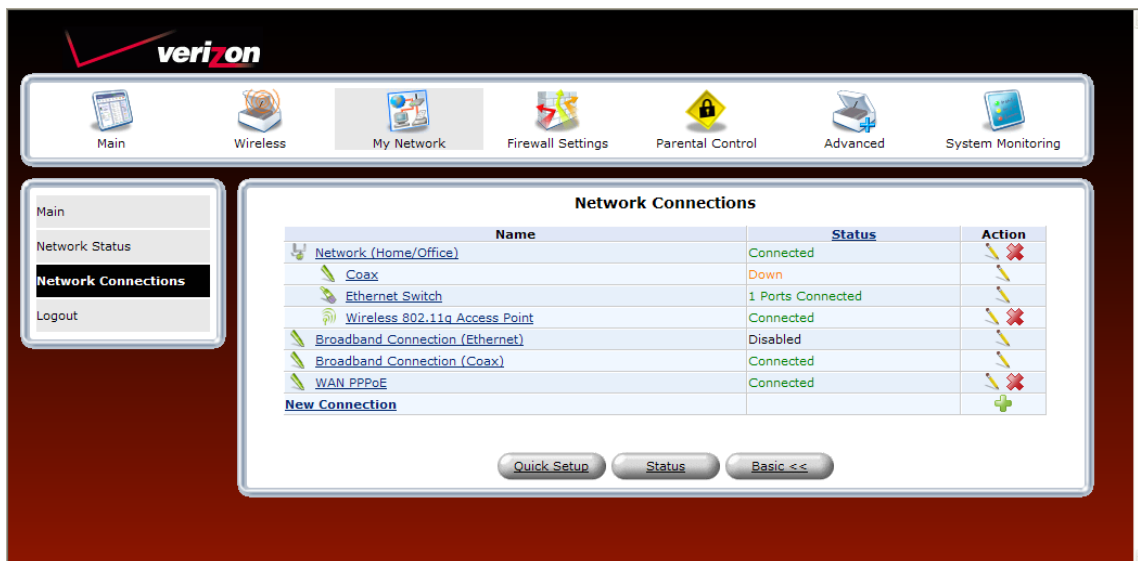 verizon
Main Wireless My Network Firewall Settings Parental Control Advanced System Monitoring
Main
Network Status
Network Connections
Logout
Network Connections
Name Status Action
Network (Home/Office) Connected
Coax Down
Ethernet Switch 1 Ports Connected
Wireless 802.11g Access Point Connected
Broadband Connection (Ethernet) Disabled
Broadband Connection (Coax) Connected
WAN PPPoE Connected
New Connection
Quick Setup Status Basic <<